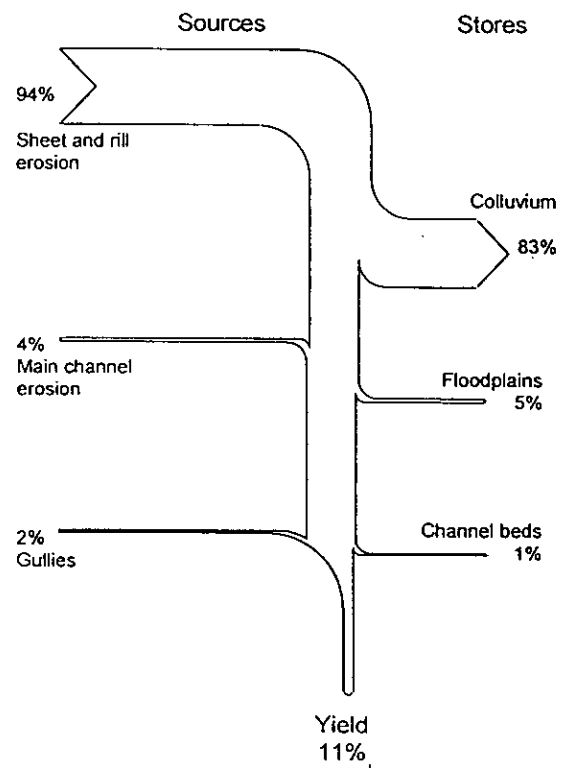 Sources
Stores
94%
Sheet and rill
erosion
Colluvium
83%
4%
Main channel
erosion
Floodplains
5%
2%
Gullies
Channel beds
1%
Yield
11%